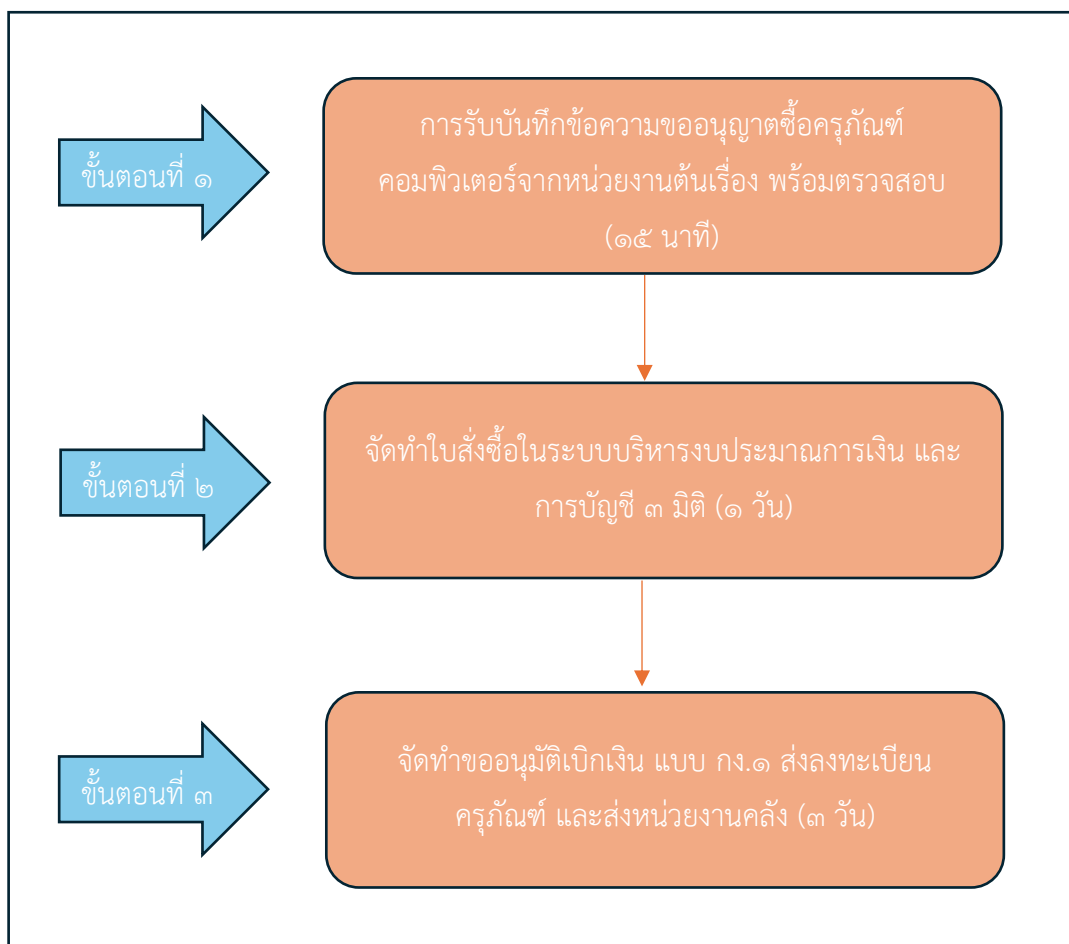 ขั้นตอนที่ ๑
การรับบันทึกข้อความขออนุญาตซื้อครุภัณฑ์
คอมพิวเตอร์จากหน่วยงานต้นเรื่อง พร้อมตรวจสอบ
(๑๕ นาที)
ขั้นตอนที่ ๒
จัดทำใบสั่งซื้อในระบบบริหารงบประมาณการเงิน และ
การบัญชี ๓ มิติ (๑ วัน)
ขั้นตอนที่ ๓
จัดทำขออนุมัติเบิกเงิน แบบ กง.๑ ส่งลงทะเบียน
ครุภัณฑ์ และส่งหน่วยงานคลัง (๓ วัน)